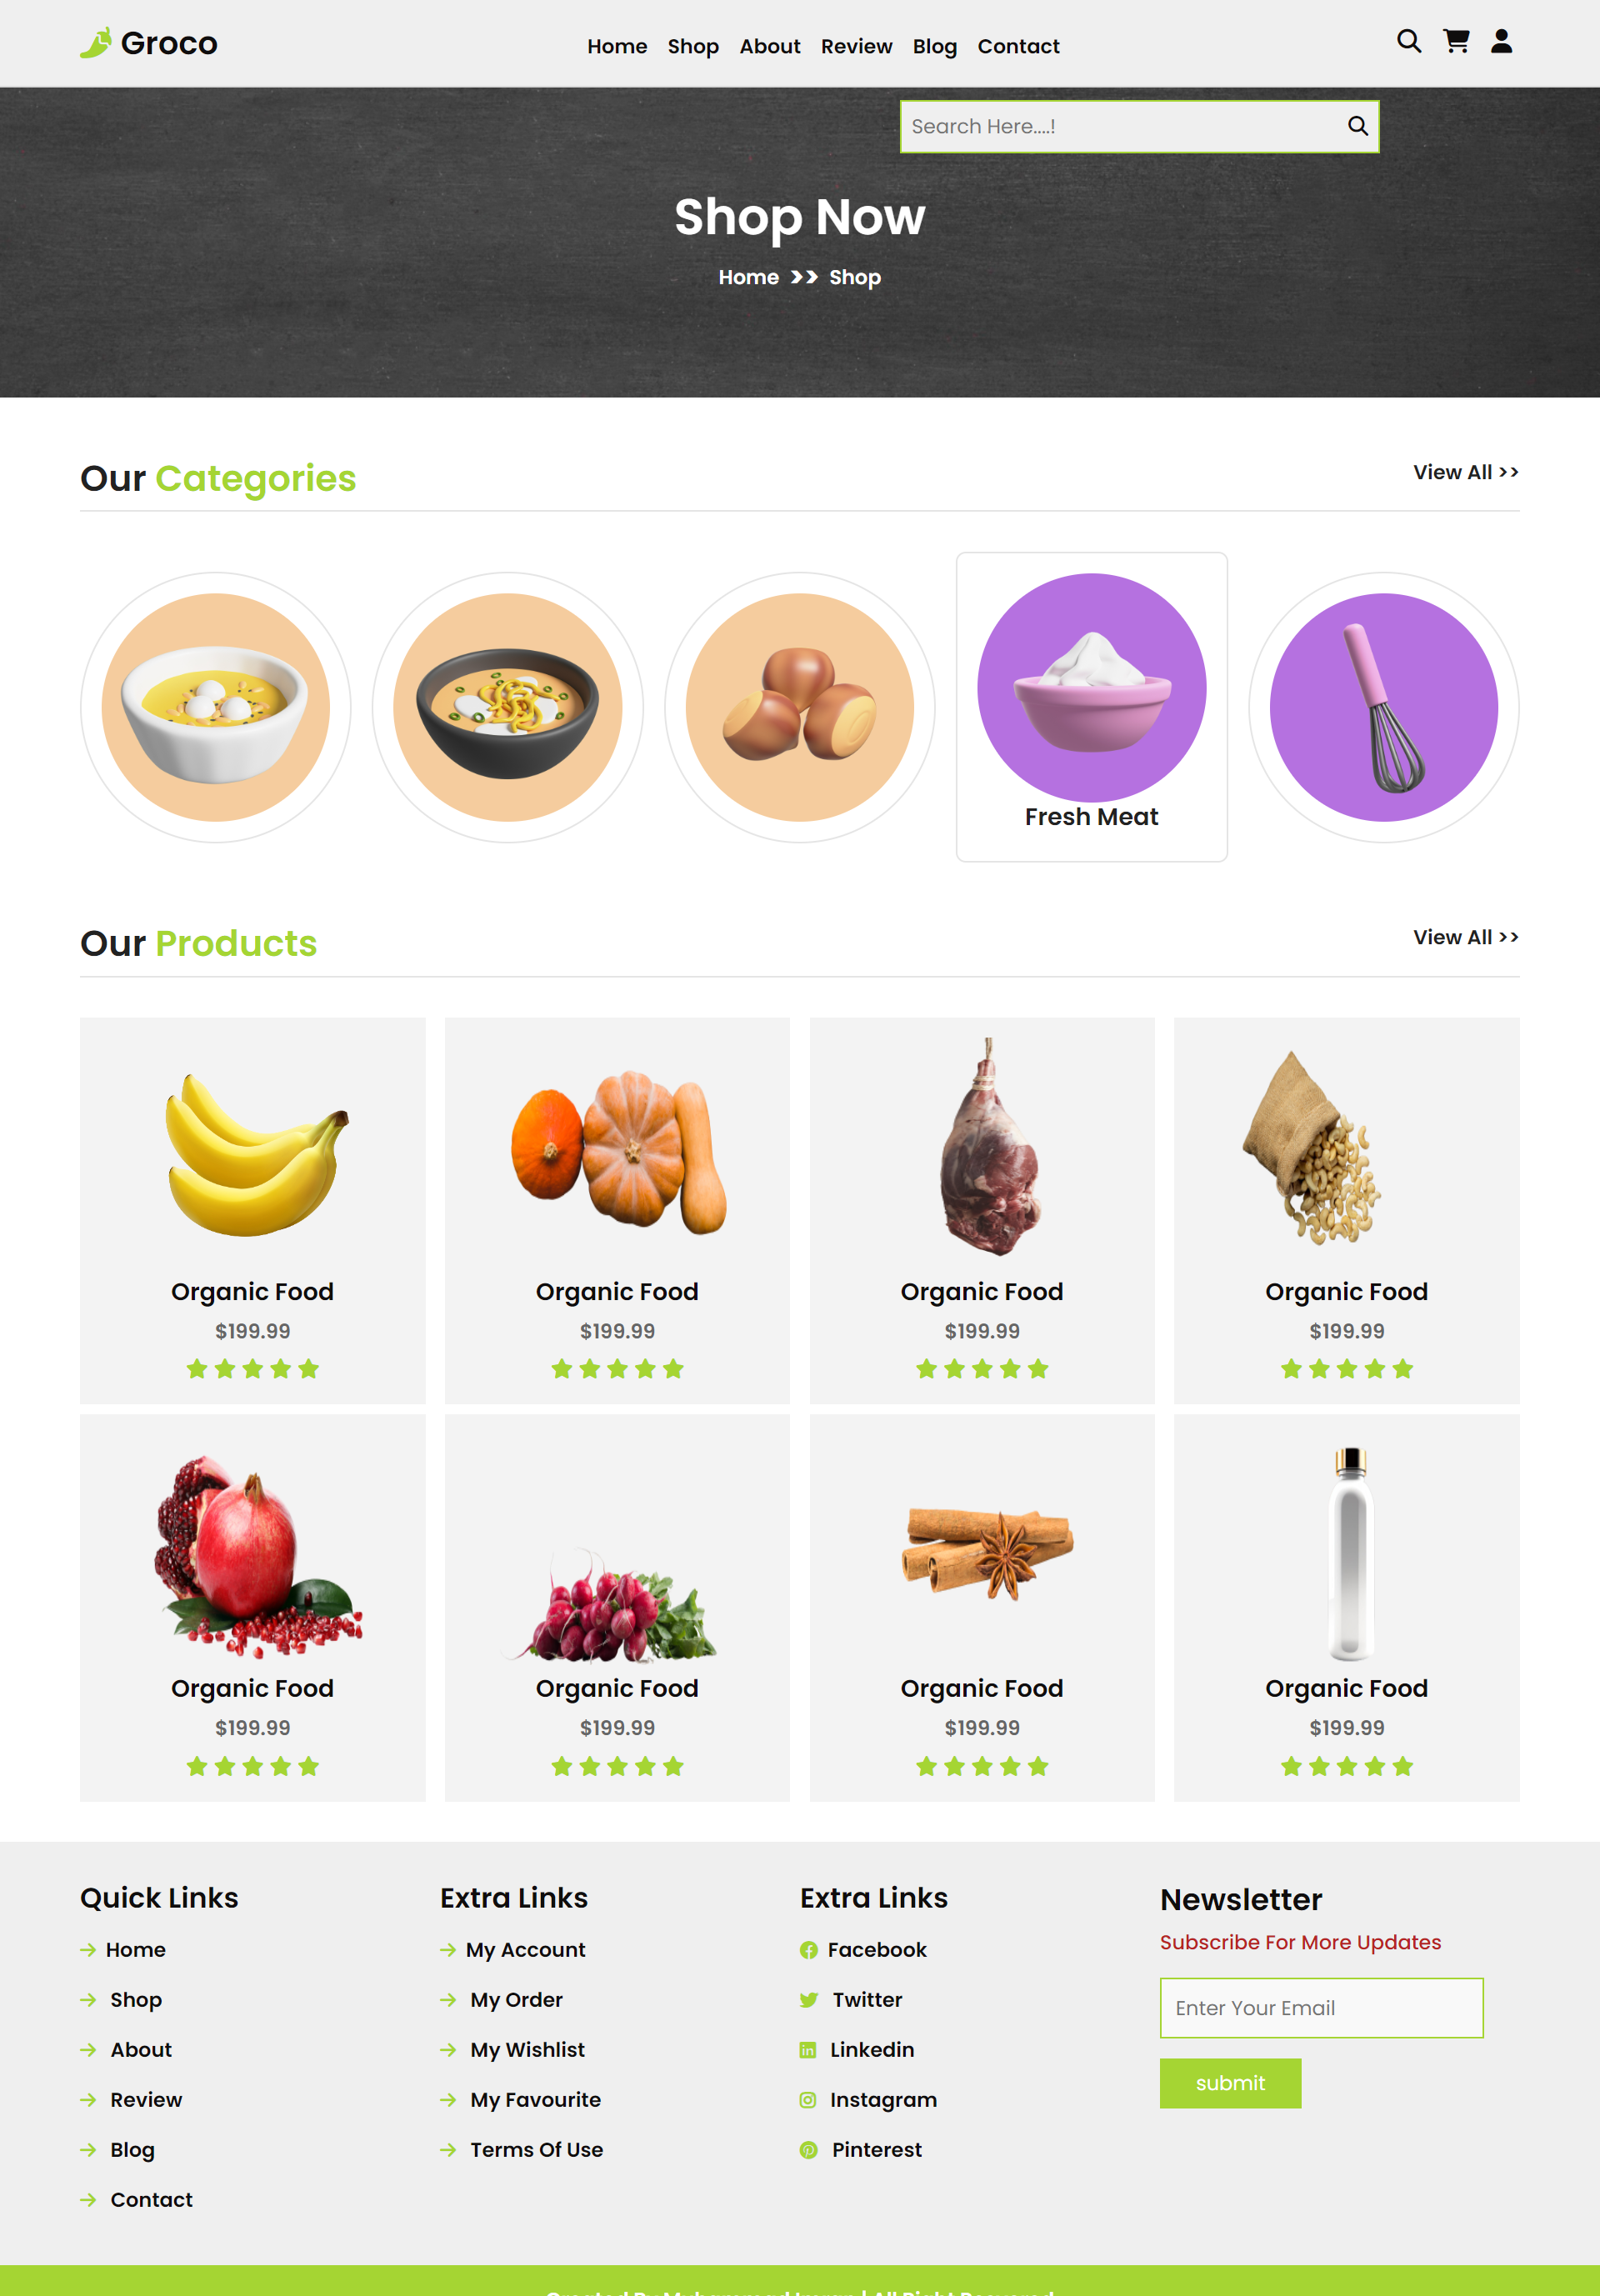 Groco
Home Shop About Review Blog Contact
Search Here....!
Shop Now
Home >> Shop
Our Categories
View All >>
Fresh Meat
Our Products
View All >>
Organic Food
$199.99
Organic Food
$199.99
Organic Food
$199.99
Organic Food
$199.99
Organic Food
$199.99
Organic Food
$199.99
Organic Food
$199.99
Organic Food
$199.99
Quick Links
Home
Shop
About
Review
Blog
Contact
Extra Links
My Account
My Order
My Wishlist
My Favourite
Terms Of Use
Extra Links
Facebook
Twitter
Linkedin
Instagram
Pinterest
Newsletter
Subscribe For More Updates
Enter Your Email
submit